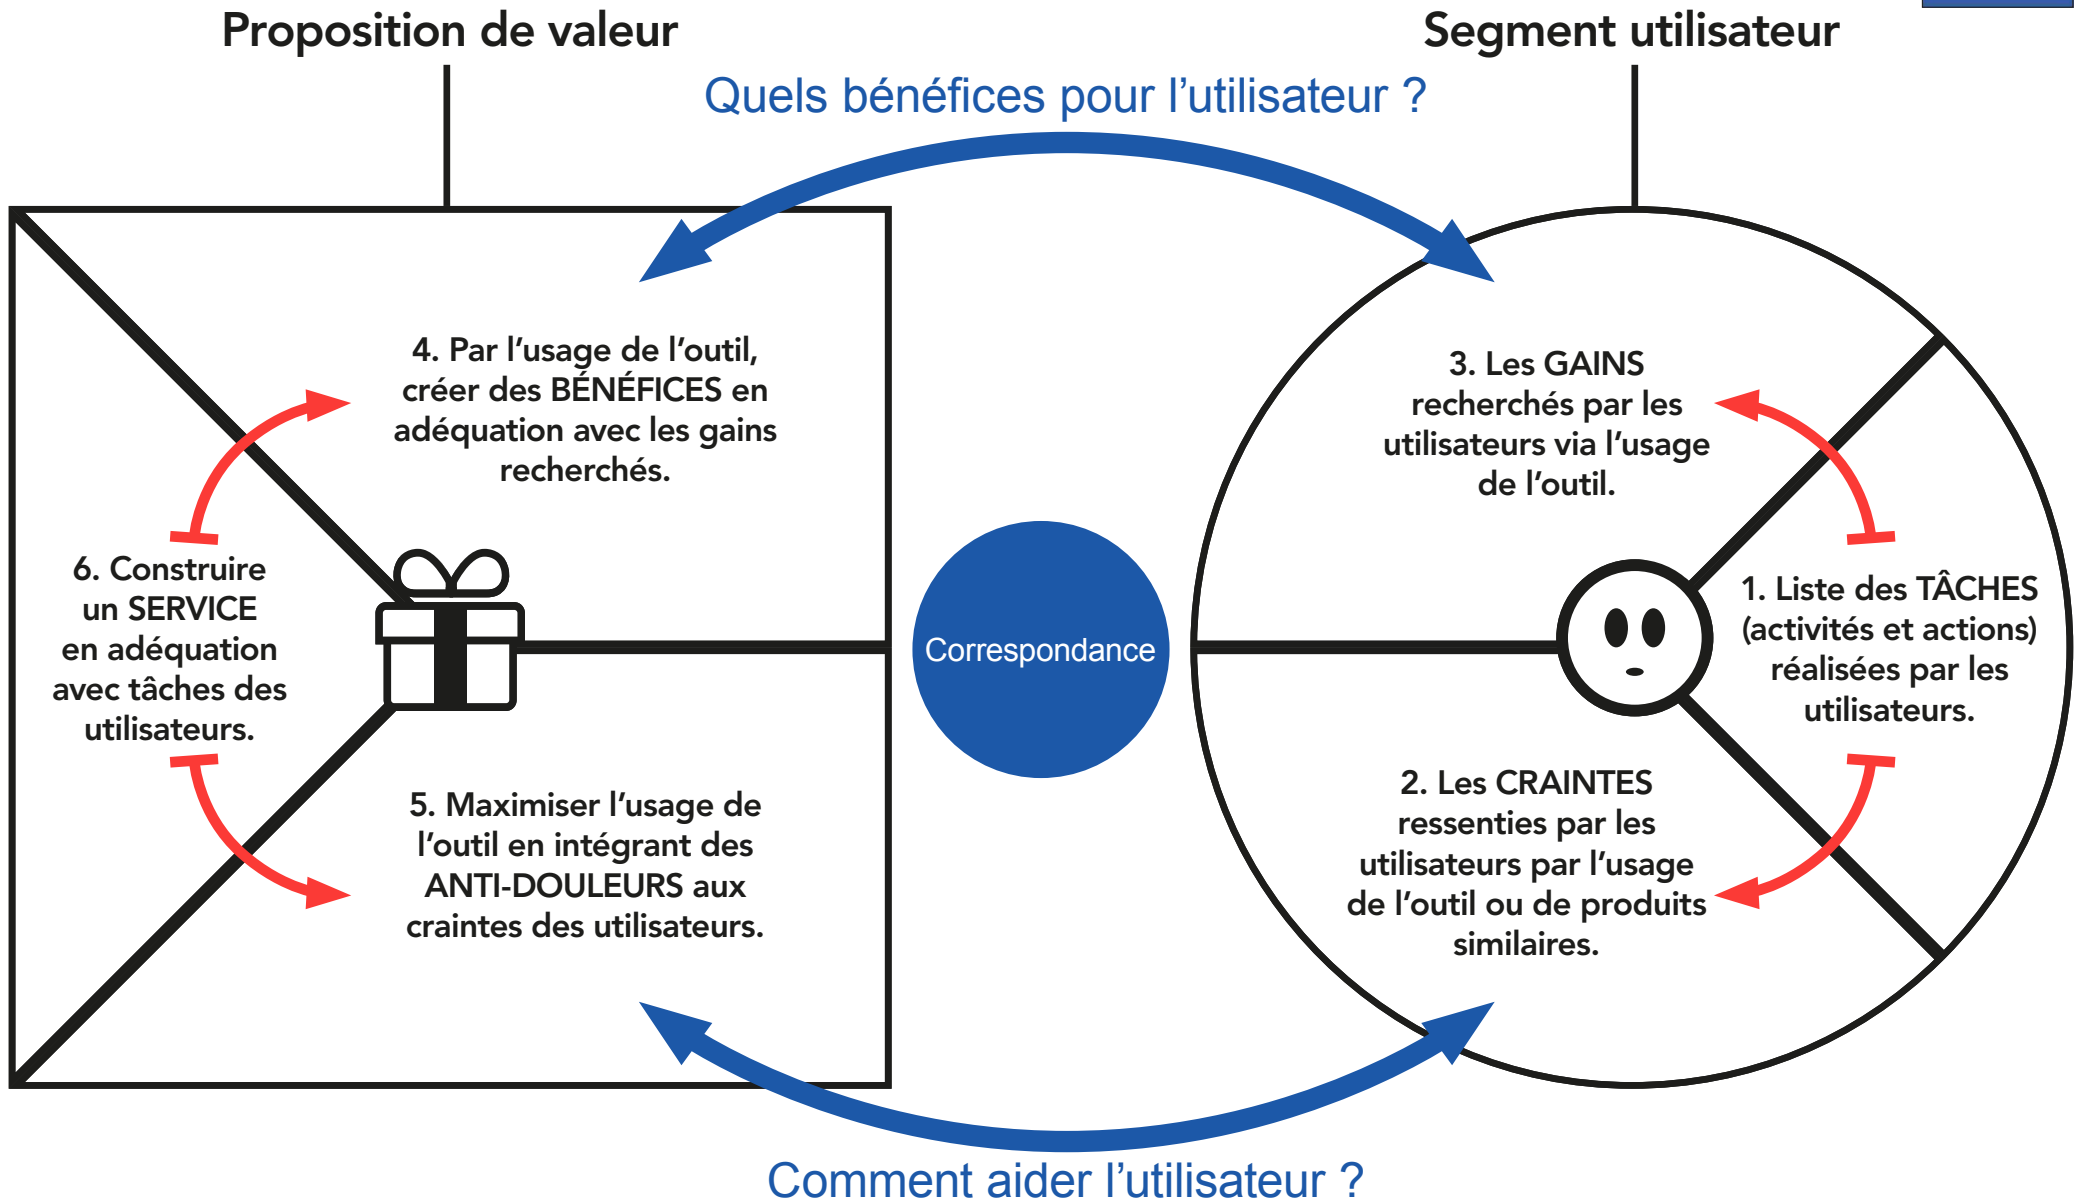 Proposition de valeur
Segment utilisateur
Quels bénéfices pour l’utilisateur ?
4. Par l’usage de l’outil,
créer des BÉNÉFICES en
adéquation avec les gains
recherchés.
3. Les GAINS
recherchés par les
utilisateurs via l’usage
de l’outil.
6. Construire
un SERVICE
en adéquation
avec tâches des
utilisateurs.
Correspondance
1. Liste des TÂCHES
(activités et actions)
réalisées par les
utilisateurs.
5. Maximiser l’usage de
l’outil en intégrant des
ANTI-DOULEURS aux
craintes des utilisateurs.
2. Les CRAINTES
ressenties par les
utilisateurs par l’usage
de l’outil ou de produits
similaires.
Comment aider l’utilisateur ?